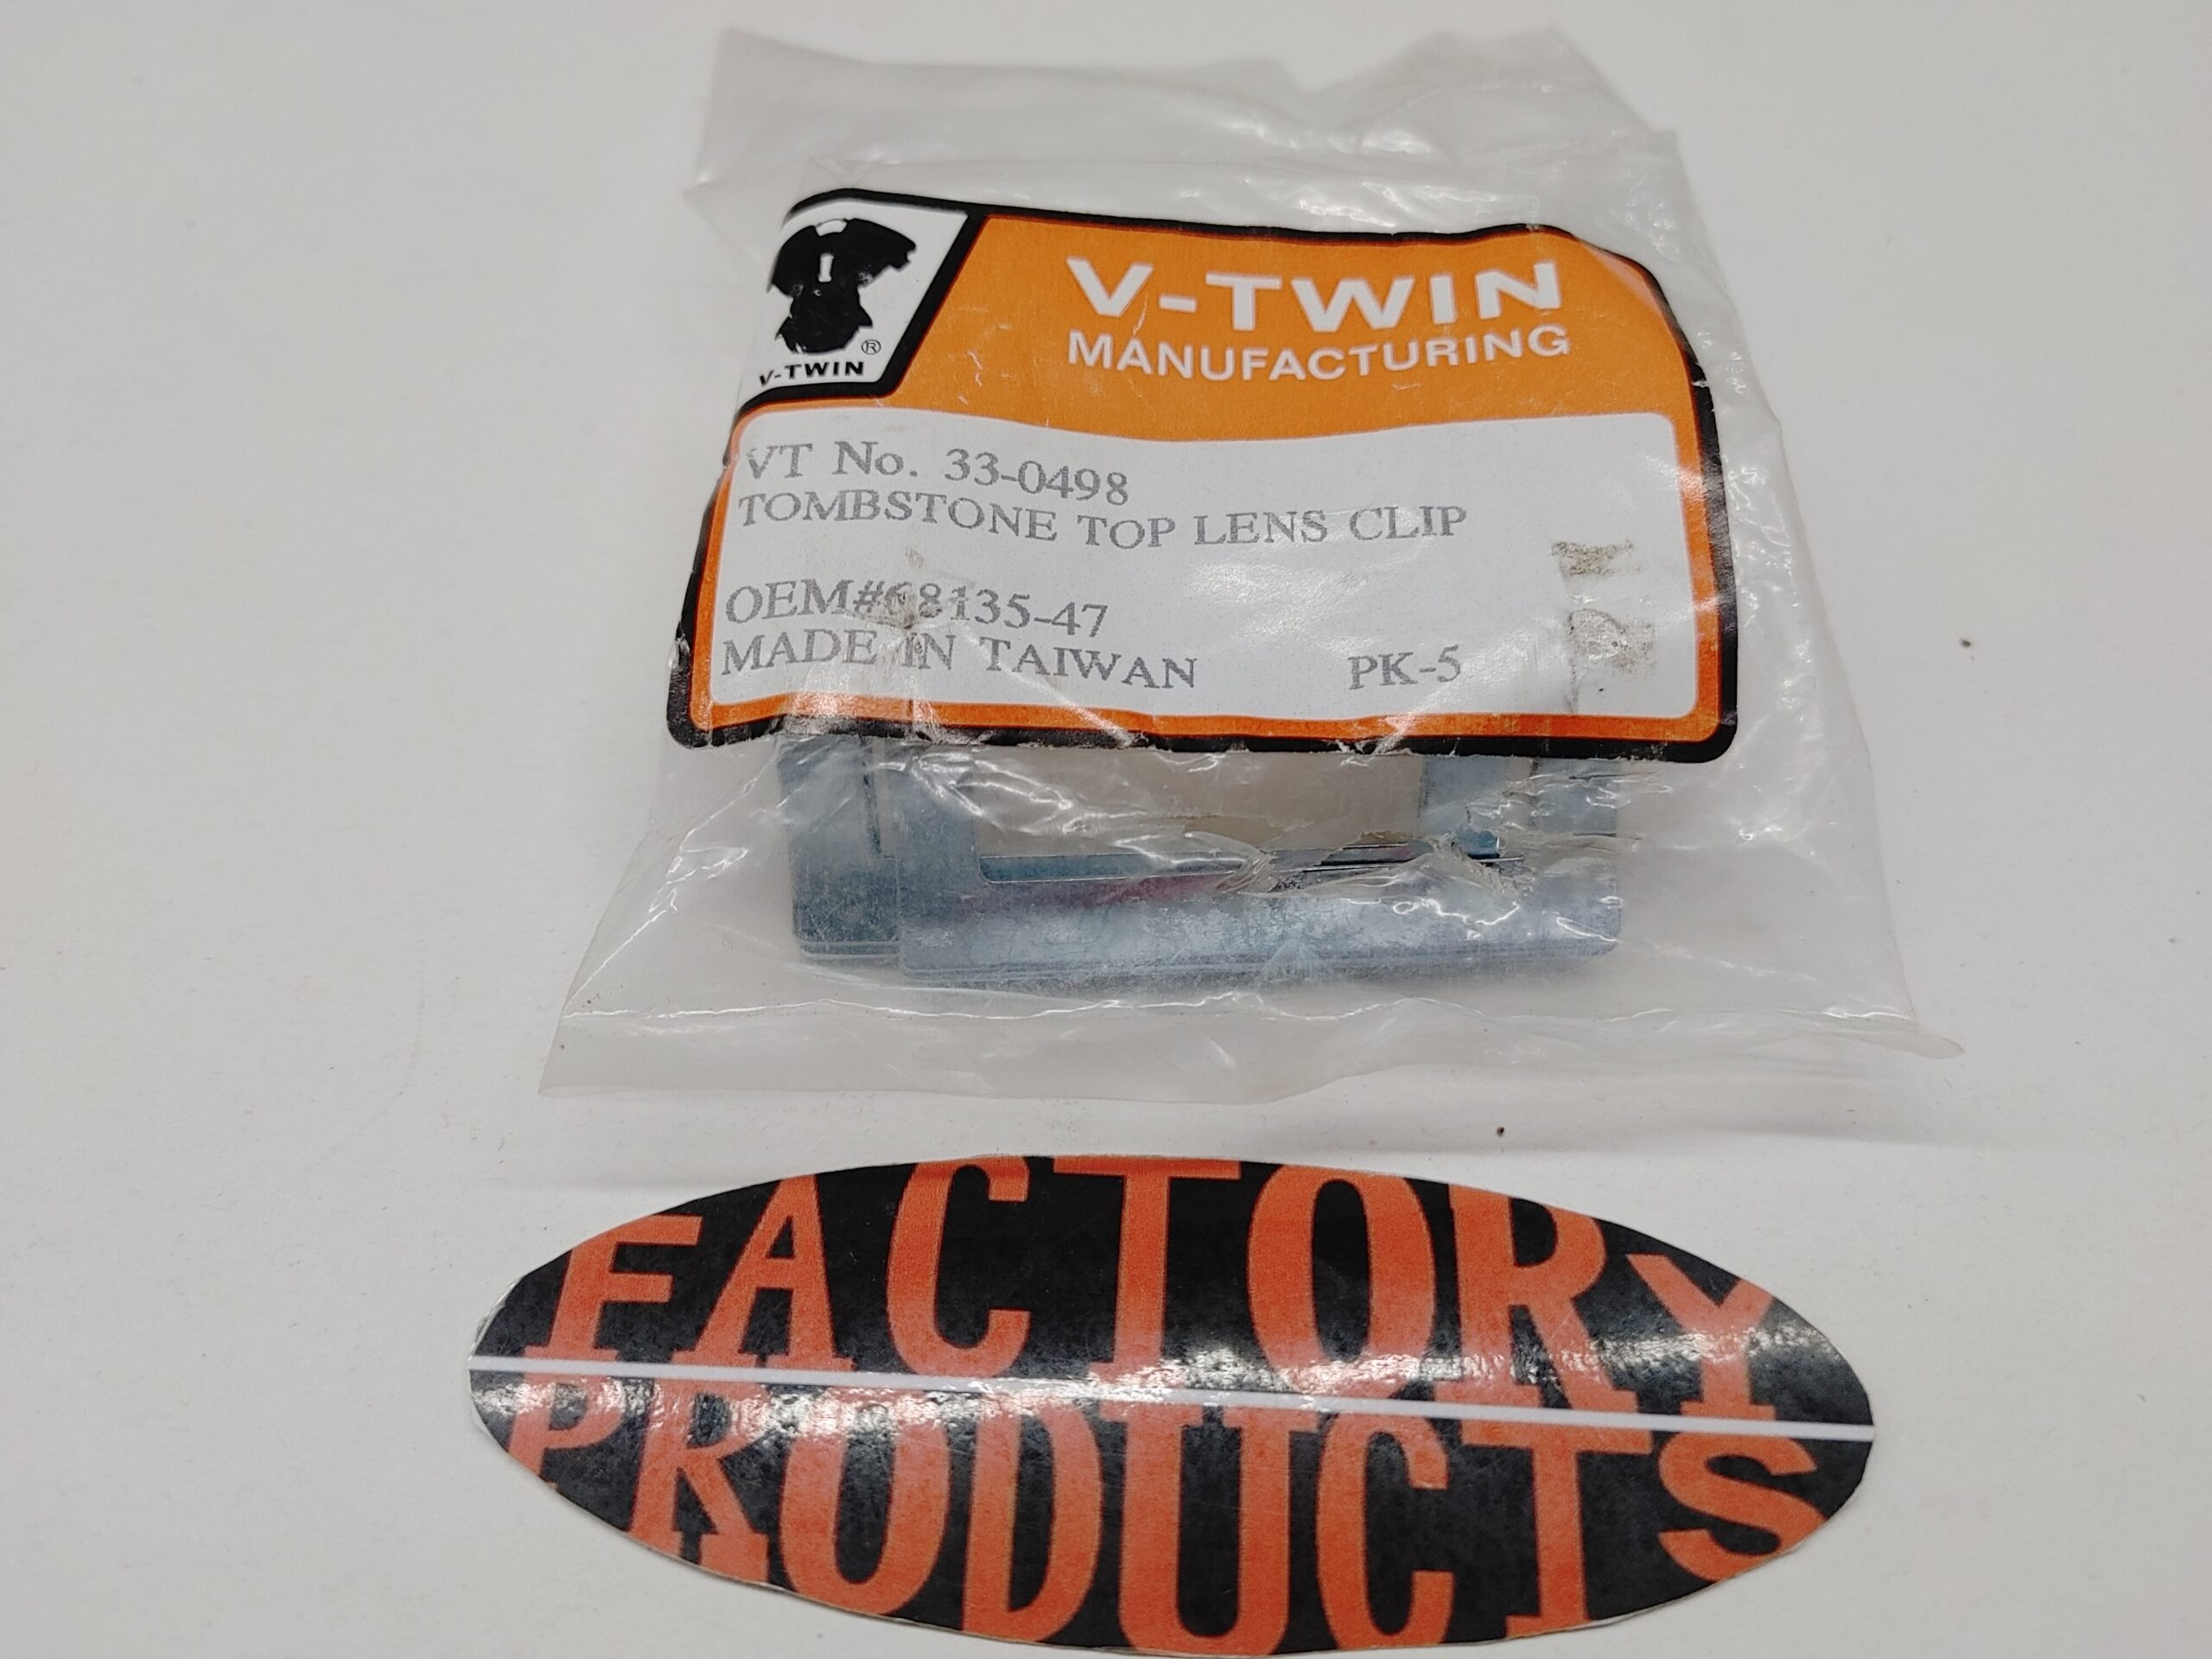 V-TWIN
MANUFACTURING
®
V-TWIN
VT No. 33-0498
TOMBSTONE TOP LENS CLIP
OEM#68135-47
MADE IN TAIWAN PK-5
FACTORY
PRODUCTS